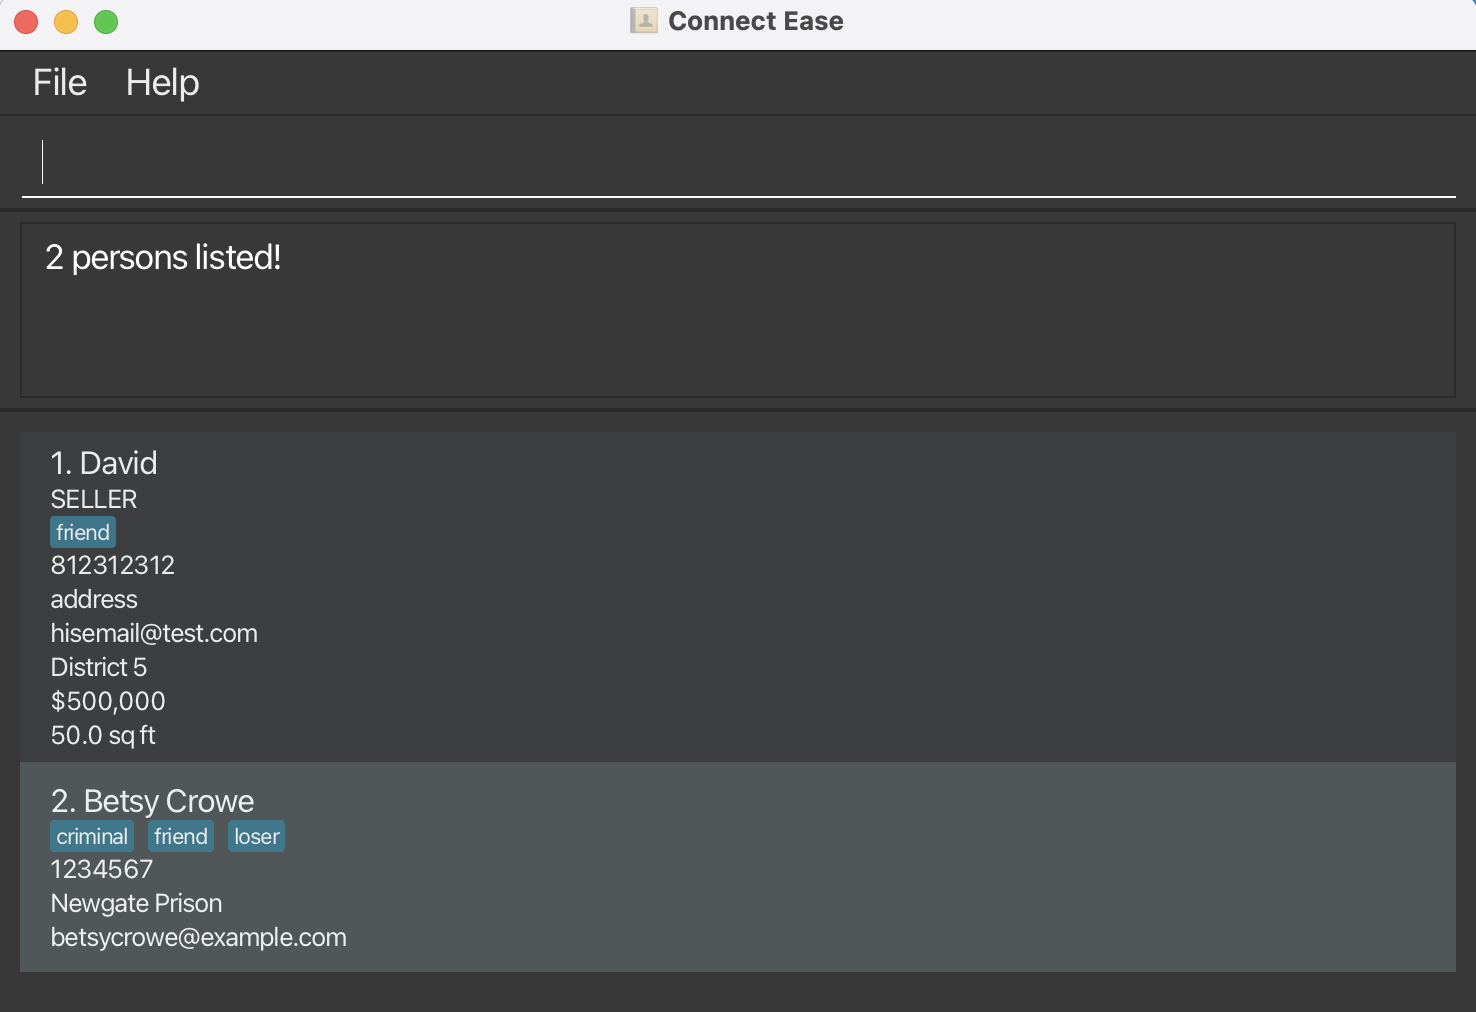 Connect Ease
File Help
2 persons listed!
1. David
SELLER
friend
812312312
address
hisemail@test.com
District 5
$500,000
50.0 sq ft
2. Betsy Crowe
criminal friend loser
1234567
Newgate Prison
betsycrowe@example.com